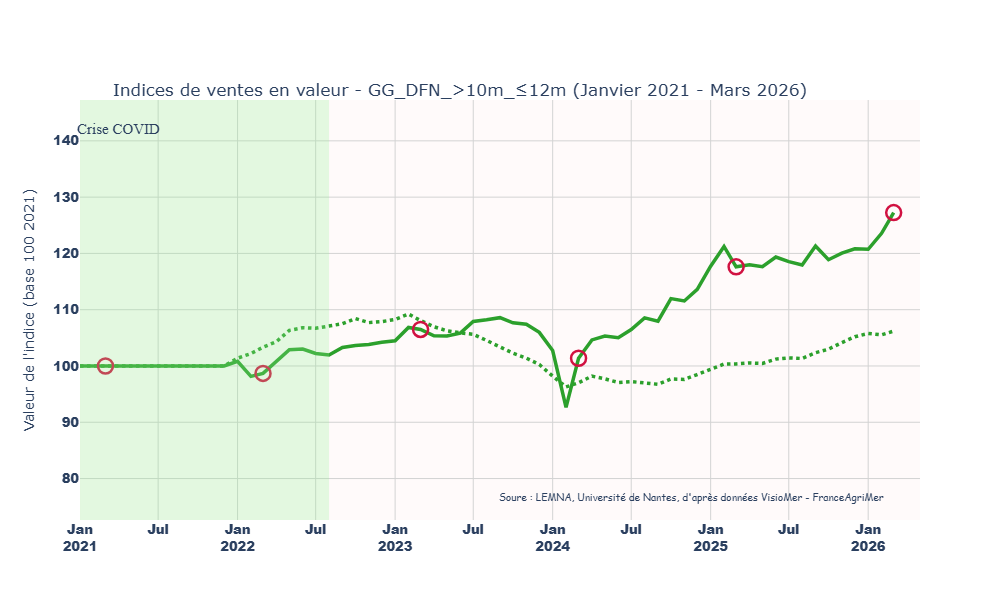 Indices de ventes en valeur - GG_DFN_>10m_≤12m (Janvier 2021 - Mars 2026)
Crise COVID
Valeur de l'indice (base 100 2021)
140
130
120
110
100
90
80
Soure : LEMNA, Université de Nantes, d'après données VisioMer - FranceAgriMer
Jan Jul Jan Jul Jan Jul Jan Jul Jan Jul Jan
2021 2022 2023 2024 2025 2026